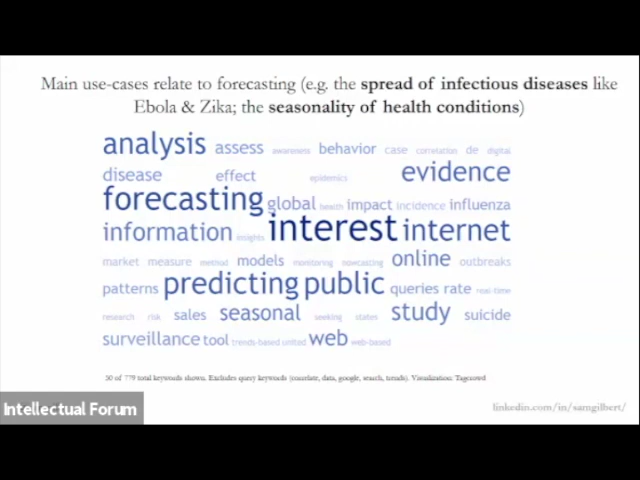 Main use-cases relate to forecasting (e.g. the spread of infectious diseases like
Ebola & Zika; the seasonality of health conditions)
analysis assess awareness behavior case correlation de digital
disease effect epidemics evidence
forecasting global health impact incidence influenza
information insights interest internet
market measure method models monitoring nowcasting online outbreaks
patterns predicting public queries rate real-time
research risk sales seasonal seeking states study suicide
surveillance tool trends-based united web web-based
50 of 779 total keywords shown. Excludes query keywords (correlate, data, google, search, trends). Visualization: Tagcrowd
Intellectual Forum
linkedin.com/in/samgilbert/